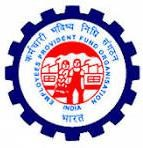 कर्मचारी भविष्य निधि संगठन
EMPLOYEES' PROVIDENT FUND ORGANISATION
INDIA
भारत